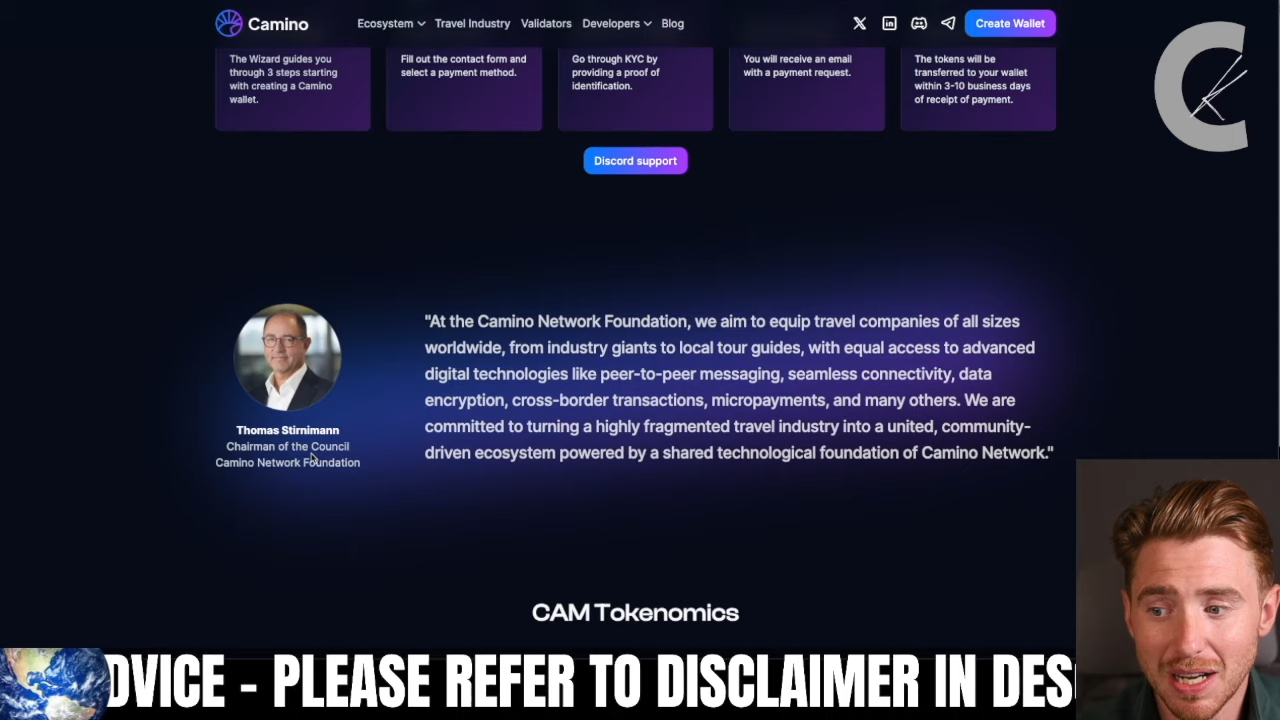 Camino
Ecosystem
Travel Industry
Validators
Developers
Blog
Create Wallet
The Wizard guides you
through 3 steps starting
with creating a Camino
wallet.
Fill out the contact form and
select a payment method.
Go through KYC by
providing a proof of
identification.
You will receive an email
with a payment request.
The tokens will be
transferred to your wallet
within 3-10 business days
of receipt of payment.
Discord support
Thomas Stirnimann
Chairman of the Council
Camino Network Foundation
"At the Camino Network Foundation, we aim to equip travel companies of all sizes
worldwide, from industry giants to local tour guides, with equal access to advanced
digital technologies like peer-to-peer messaging, seamless connectivity, data
encryption, cross-border transactions, micropayments, and many others. We are
committed to turning a highly fragmented travel industry into a united, community-
driven ecosystem powered by a shared technological foundation of Camino Network."
CAM Tokenomics
DVICE - PLEASE REFER TO DISCLAIMER IN DES